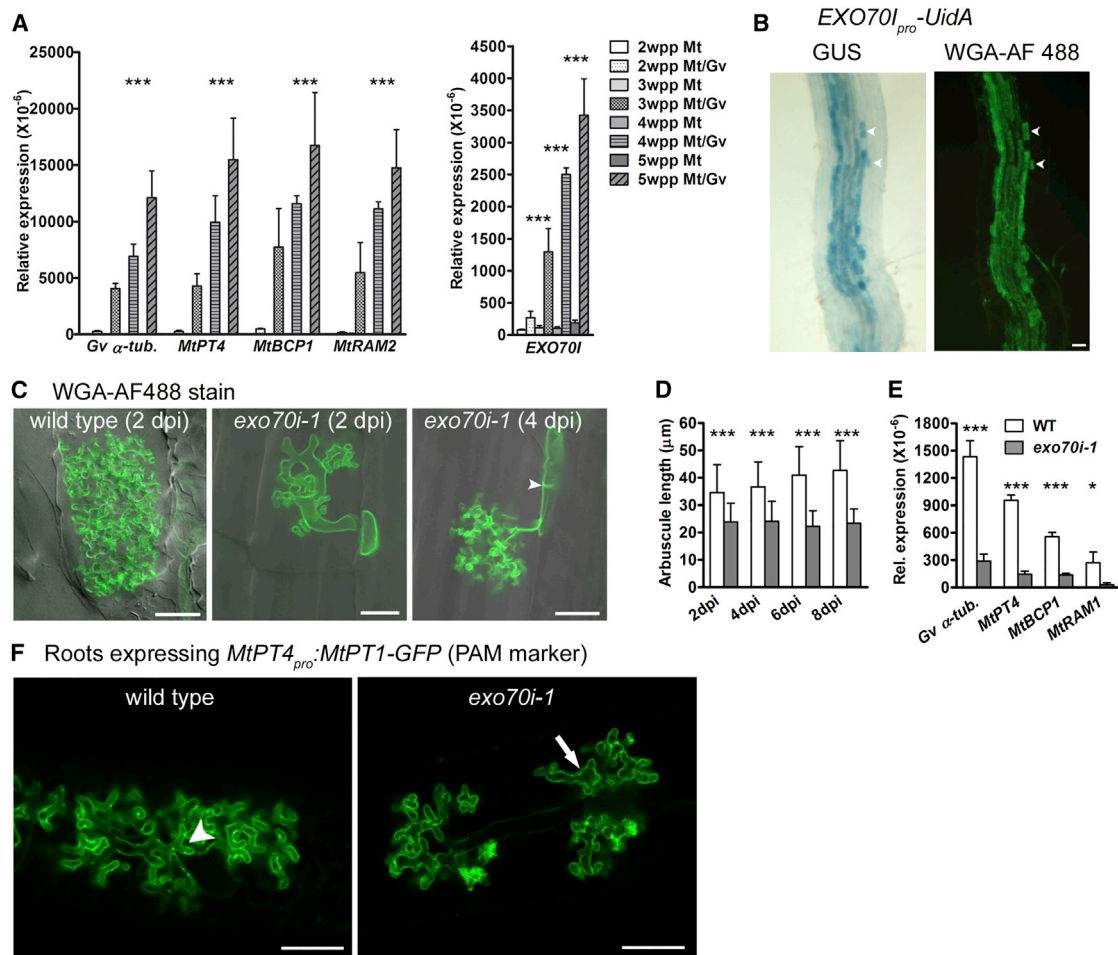 A
Relative expression (X10-6)
25000
20000
15000
10000
5000
0
***
***
***
***
Gv α-tub.
MtPT4
MtBCP1
MtRAM2
Relative expression (X10-6)
4500
4000
3500
3000
2500
2000
1500
1000
500
0
***
***
***
EXO70I
2wpp Mt
2wpp Mt/Gv
3wpp Mt
3wpp Mt/Gv
4wpp Mt
4wpp Mt/Gv
5wpp Mt
5wpp Mt/Gv
B
EXO70Ipro-UidA
GUS
WGA-AF 488
C WGA-AF488 stain
wild type (2 dpi)
exo70i-1 (2 dpi)
exo70i-1 (4 dpi)
D
Arbuscule length (μm)
60
50
40
30
20
10
0
*** *** *** ***
2dpi
4dpi
6dpi
8dpi
E
Rel. expression (X10-6)
1800
1500
1200
900
600
300
0
WT
exo70i-1
***
***
***
*
Gv α-tub.
MtPT4
MtBCP1
MtRAM1
F Roots expressing MtPT4pro:MtPT1-GFP (PAM marker)
wild type
exo70i-1